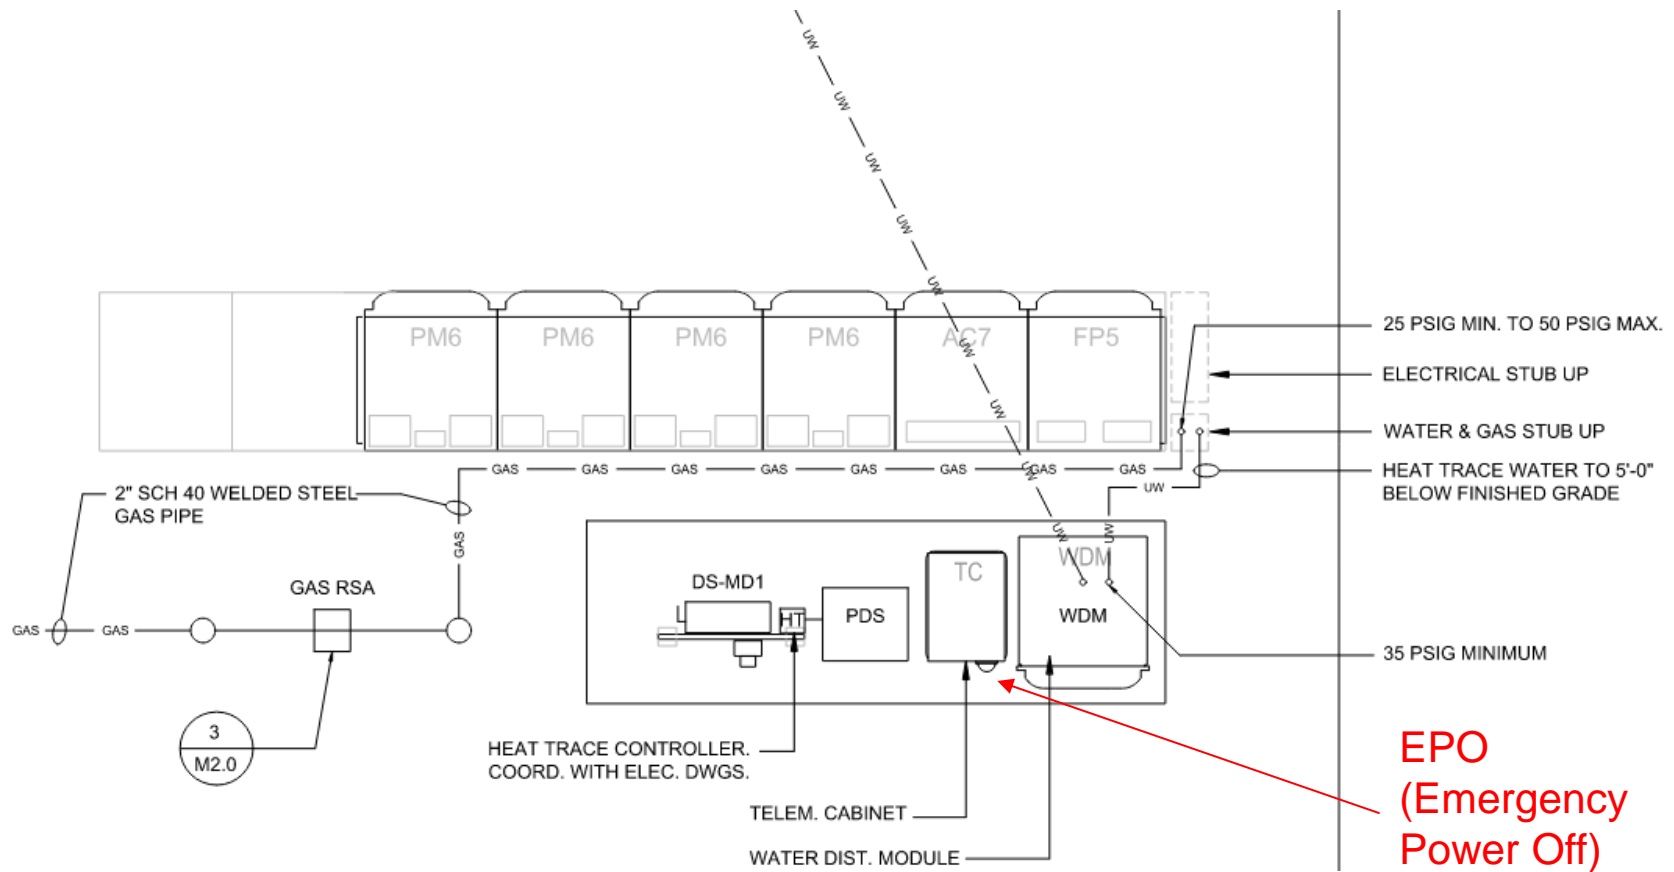 UW
UW
UW
UW
UW
UW
UW
UW
UW
PM6
PM6
PM6
PM6
AC7
FP5
25 PSIG MIN. TO 50 PSIG MAX.
ELECTRICAL STUB UP
WATER & GAS STUB UP
GAS
GAS
GAS
GAS
GAS
GAS
GAS
GAS
HEAT TRACE WATER TO 5'-0"
BELOW FINISHED GRADE
UW
2" SCH 40 WELDED STEEL
GAS PIPE
GAS
UW
WDM
TC
DS-MD1
HT
PDS
WDM
GAS RSA
GAS
GAS
35 PSIG MINIMUM
3
M2.0
HEAT TRACE CONTROLLER.
COORD. WITH ELEC. DWGS.
TELEM. CABINET
WATER DIST. MODULE
EPO
(Emergency
Power Off)